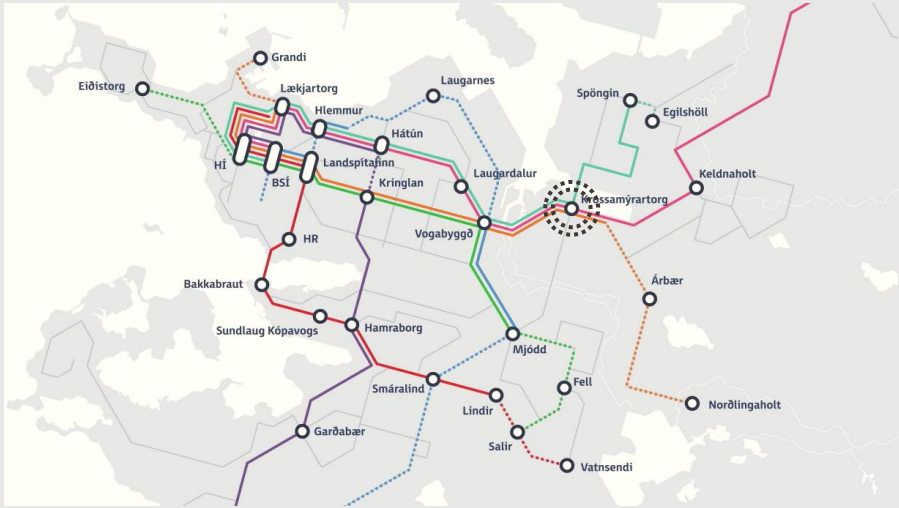 Grandi
Eiðistorg
Lækjartorg
Laugarnes
Spöngin
Hlemmur
Egilshöll
Hátún
HÍ
Landspítalinn
BSÍ
Kringlan
Laugardalur
Keldnaholt
Krossamýrartorg
Vogabyggð
HR
Bakkabraut
Árbær
Sundlaug Kópavogs
Hamraborg
Mjódd
Smáralind
Fell
Lindir
Norðlingaholt
Garðabær
Salir
Vatnsendi